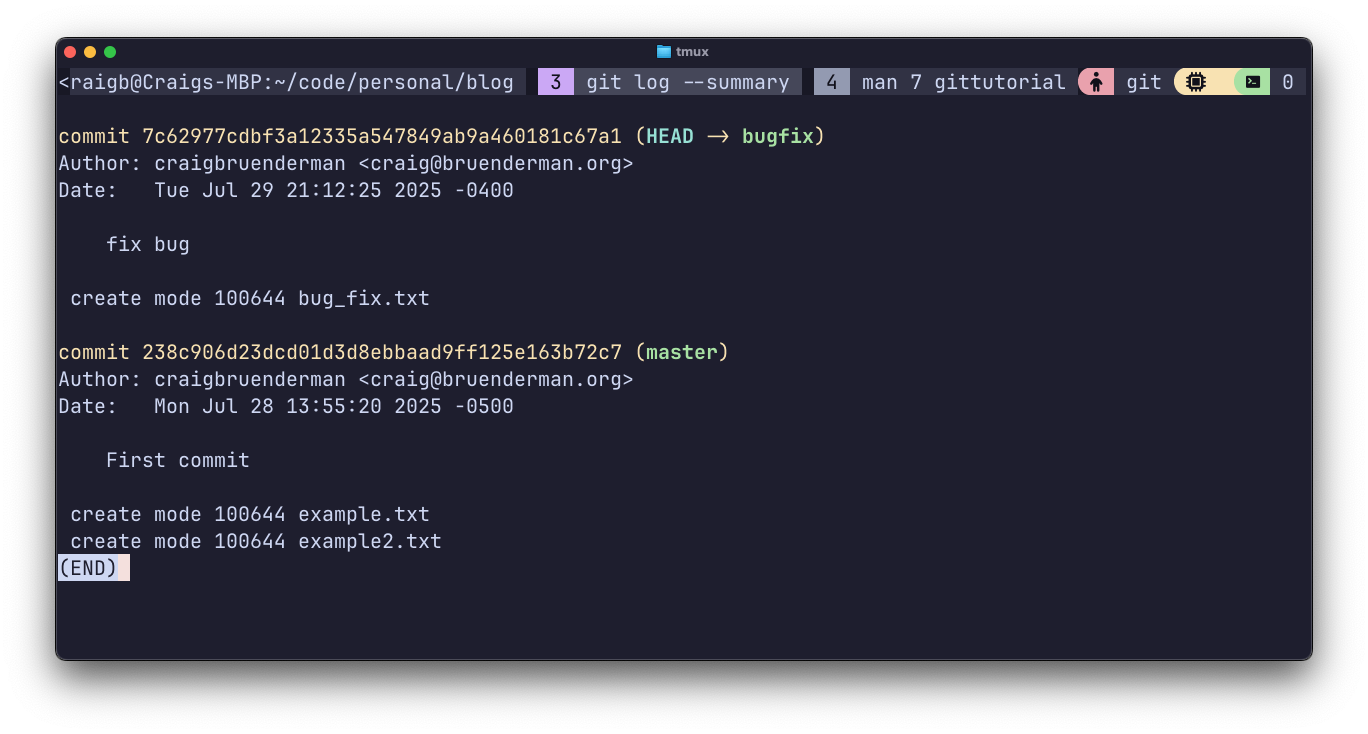 tmux
<raigb@Craigs-MBP:~/code/personal/blog 3 git log --summary 4 man 7 gittutorial git 0
commit 7c62977cdbf3a12335a547849ab9a460181c67a1 (HEAD -> bugfix)
Author: craigbruenderman <craig@bruenderman.org>
Date:   Tue Jul 29 21:12:25 2025 -0400
    fix bug
 create mode 100644 bug_fix.txt
commit 238c906d23dcd01d3d8ebbaad9ff125e163b72c7 (master)
Author: craigbruenderman <craig@bruenderman.org>
Date:   Mon Jul 28 13:55:20 2025 -0500
    First commit
 create mode 100644 example.txt
 create mode 100644 example2.txt
(END)